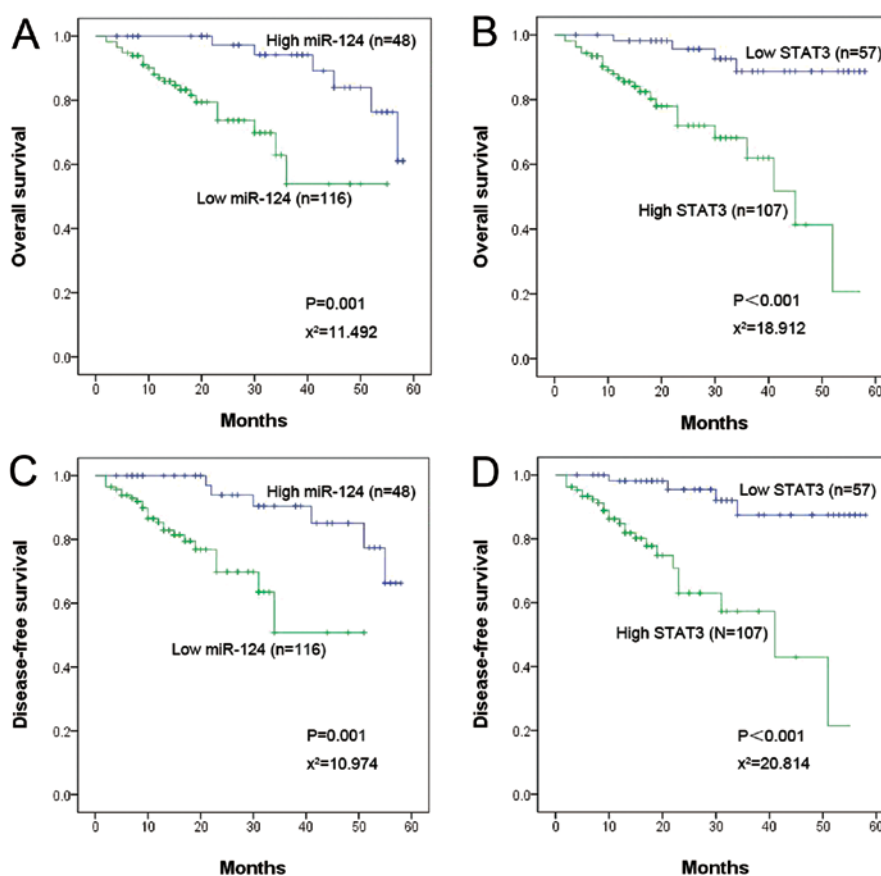 A
High miR-124 (n=48)
Low miR-124 (n=116)
P=0.001
x²=11.492
Overall survival
1.0
0.8
0.6
0.4
0.2
0.0
0 10 20 30 40 50 60
Months
B
Low STAT3 (n=57)
High STAT3 (n=107)
P<0.001
x²=18.912
Overall survival
1.0
0.8
0.6
0.4
0.2
0.0
0 10 20 30 40 50 60
Months
C
High miR-124 (n=48)
Low miR-124 (n=116)
P=0.001
x²=10.974
Disease-free survival
1.0
0.8
0.6
0.4
0.2
0.0
0 10 20 30 40 50 60
Months
D
Low STAT3 (n=57)
High STAT3 (N=107)
P<0.001
x²=20.814
Disease-free survival
1.0
0.8
0.6
0.4
0.2
0.0
0 10 20 30 40 50 60
Months